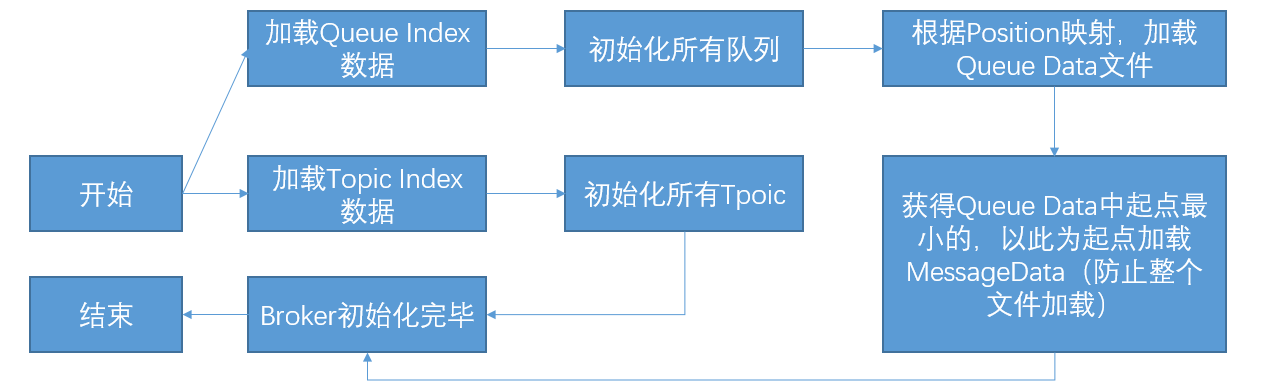 加载Queue Index
数据
初始化所有队列
根据Position映射，加载
Queue Data文件
开始
加载Topic Index
数据
初始化所有Tpoic
获得Queue Data中起点最
小的，以此为起点加载
MessageData（防止整个
文件加载）
结束
Broker初始化完毕